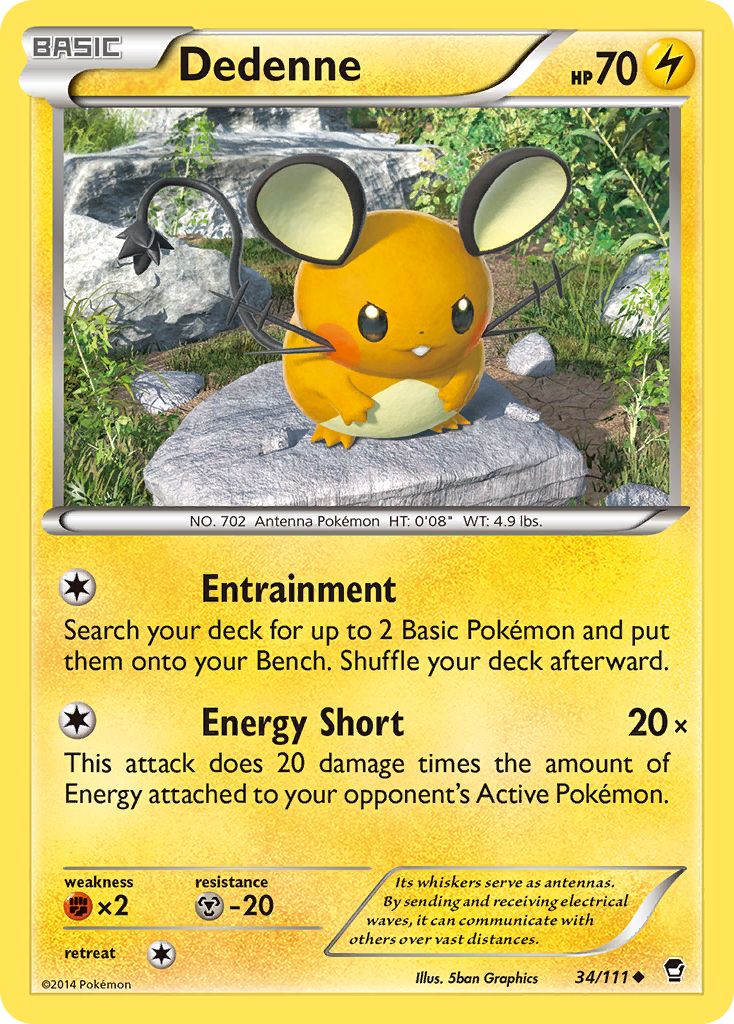 BASIC
Dedenne
HP 70
NO. 702 Antenna Pokémon HT: 0'08" WT: 4.9 lbs.
Entrainment
Search your deck for up to 2 Basic Pokémon and put
them onto your Bench. Shuffle your deck afterward.
Energy Short 20×
This attack does 20 damage times the amount of
Energy attached to your opponent’s Active Pokémon.
weakness
×2
resistance
-20
retreat
Its whiskers serve as antennas.
By sending and receiving electrical
waves, it can communicate with
others over vast distances.
©2014 Pokémon
Illus. 5ban Graphics
34/111